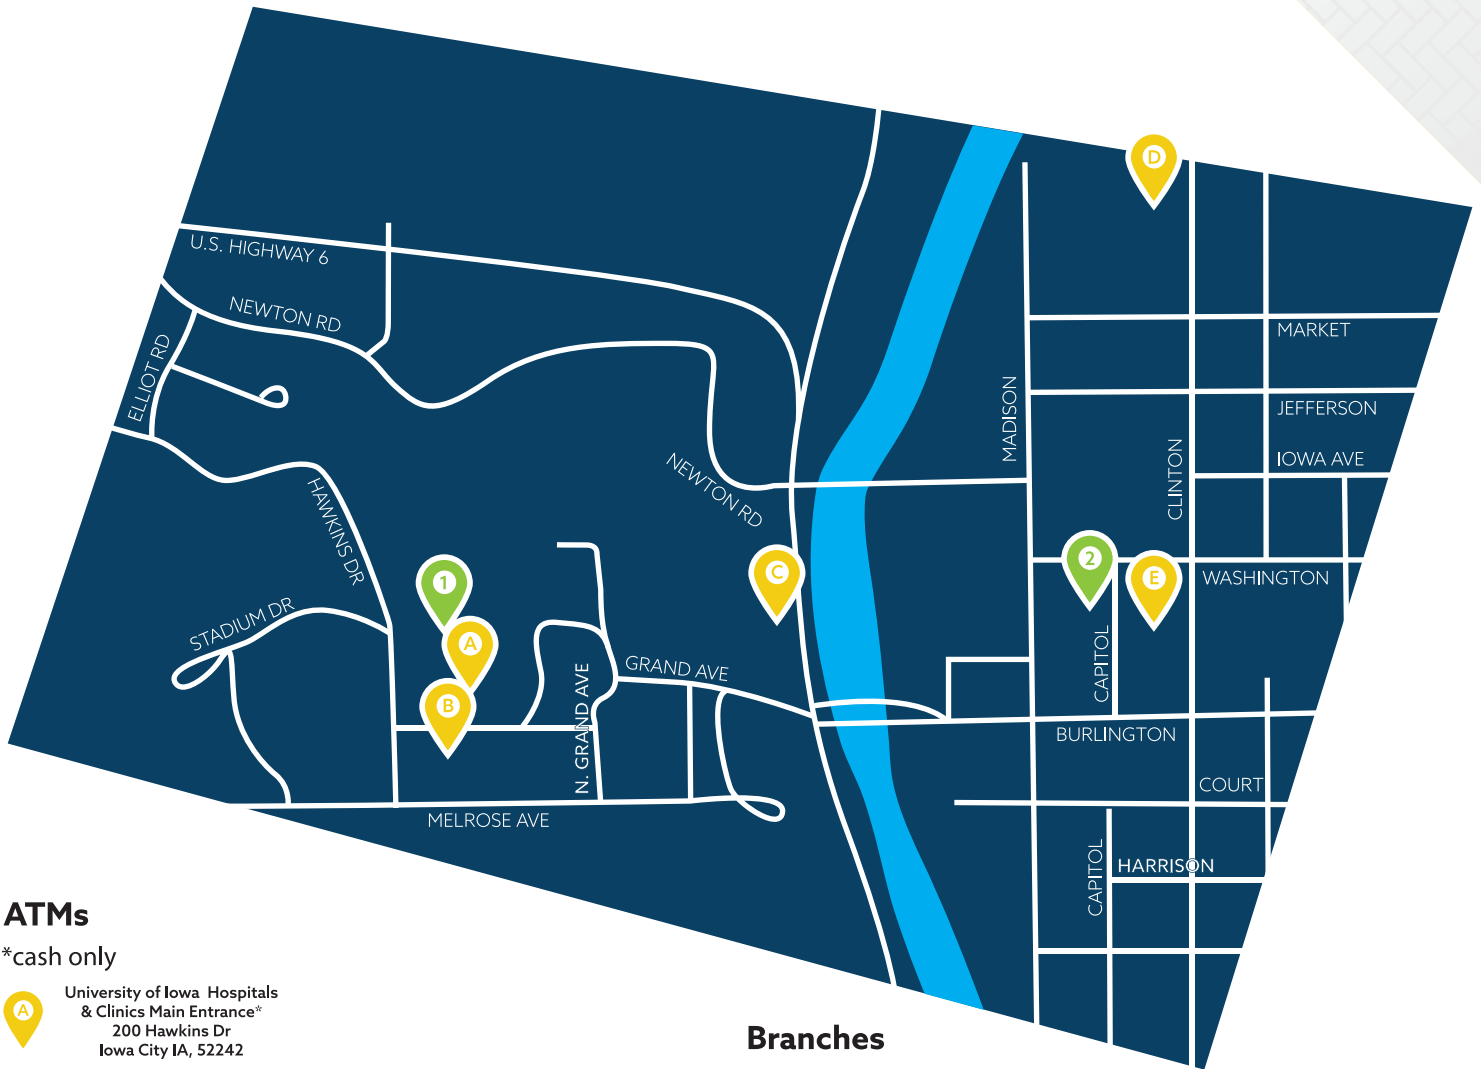 D
U.S. HIGHWAY 6
NEWTON RD
MARKET
ELLIOT RD
MADISON
JEFFERSON
CLINTON
IOWA AVE
NEWTON RD
HAWKINS DR
1
C
2
E
WASHINGTON
STADIUM DR
A
CAPITOL
GRAND AVE
B
N. GRAND AVE
BURLINGTON
COURT
MELROSE AVE
CAPITOL
HARRISON
ATMs
*cash only
A
University of Iowa Hospitals
& Clinics Main Entrance*
200 Hawkins Dr
Iowa City IA, 52242
Branches